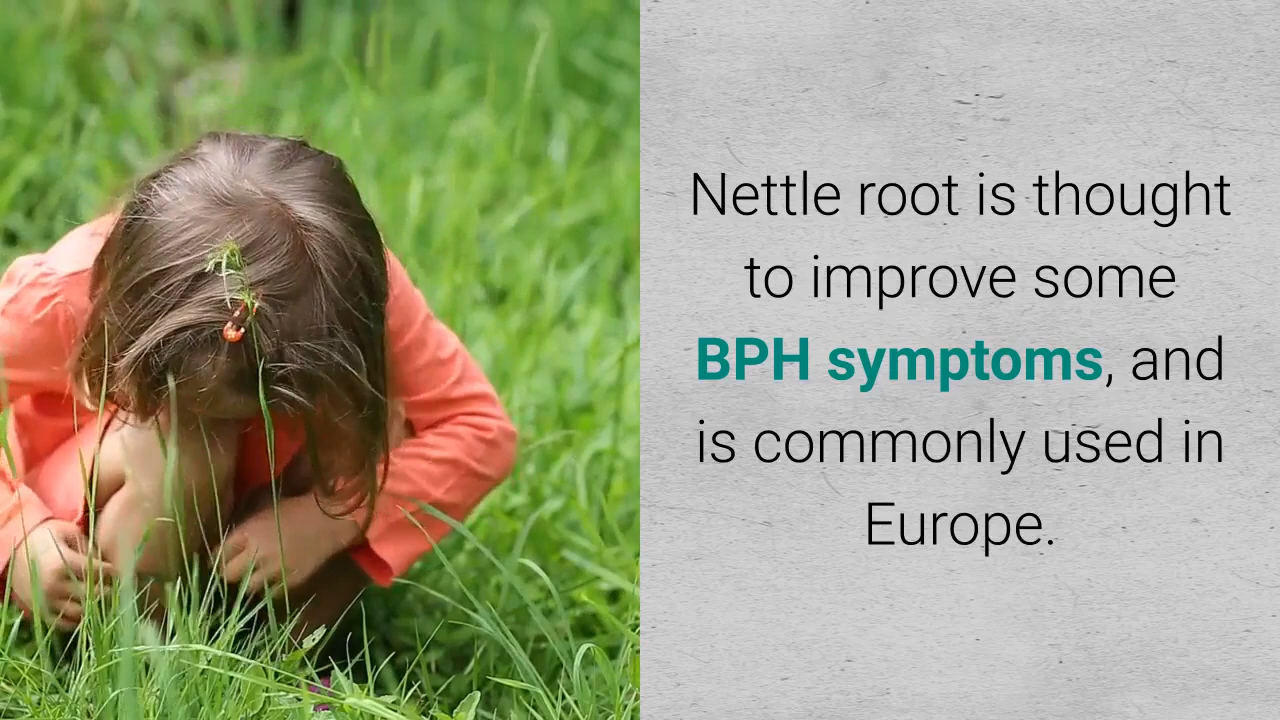 Nettle root is thought
to improve some
BPH symptoms, and
is commonly used in
Europe.